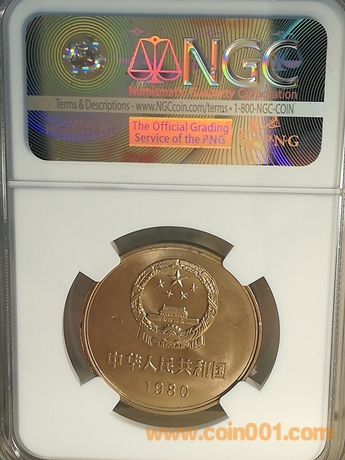 NGC
Numismatic Guaranty Corporation
Terms & Descriptions - www.NGCcoin.com/terms • 1-800-NGC-COIN
The Official Grading
Service of the PNG
PNG
中华人民共和国
1980
www.coin001.com